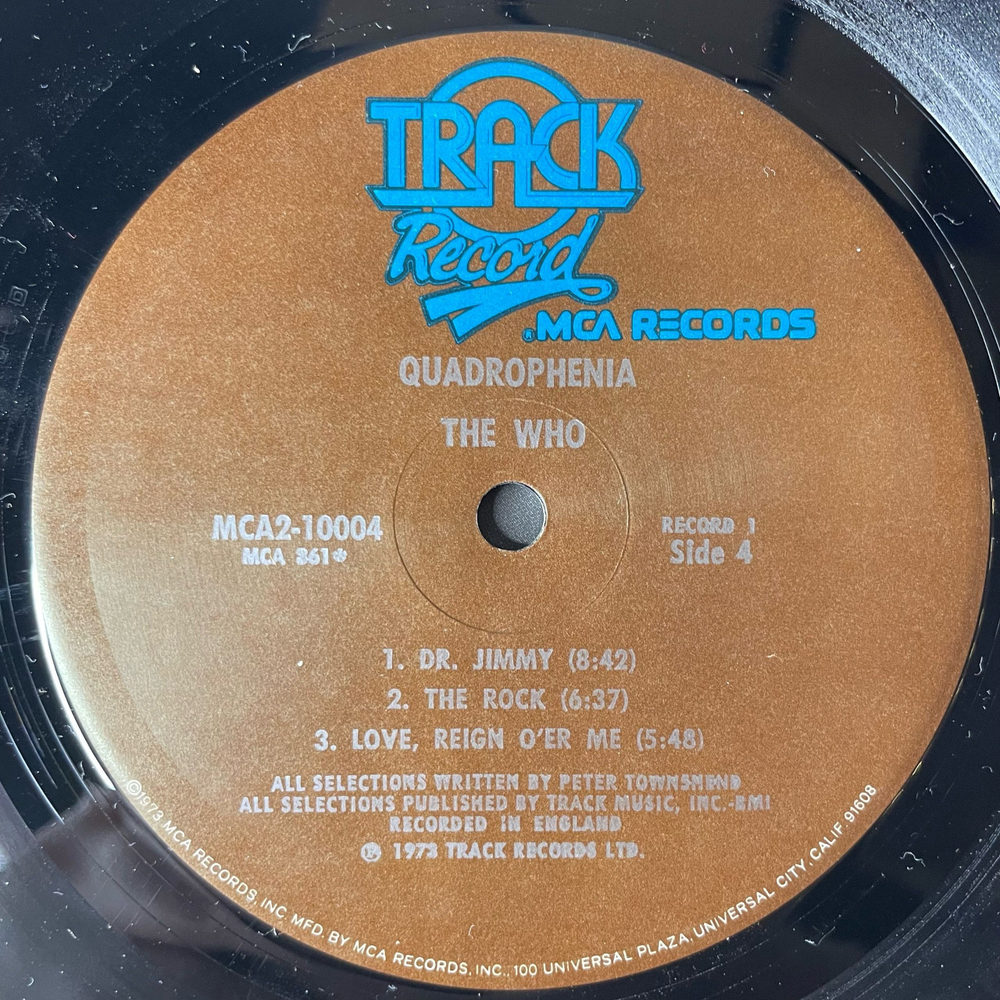 TRACK
Record
®.MCA RECORDS
QUADROPHENIA
THE WHO
MCA2-10004
MCA 361*
RECORD 1
Side 4
1. DR. JIMMY (8:42)
2. THE ROCK (6:37)
3. LOVE, REIGN O'ER ME (5:48)
ALL SELECTIONS WRITTEN BY PETER TOWNSHEND
ALL SELECTIONS PUBLISHED BY TRACK MUSIC, INC.-BMI
RECORDED IN ENGLAND
℗ 1973 TRACK RECORDS LTD.
©1973 MCA RECORDS, INC. MFD. BY MCA RECORDS, INC., 100 UNIVERSAL PLAZA, UNIVERSAL CITY, CALIF. 91608